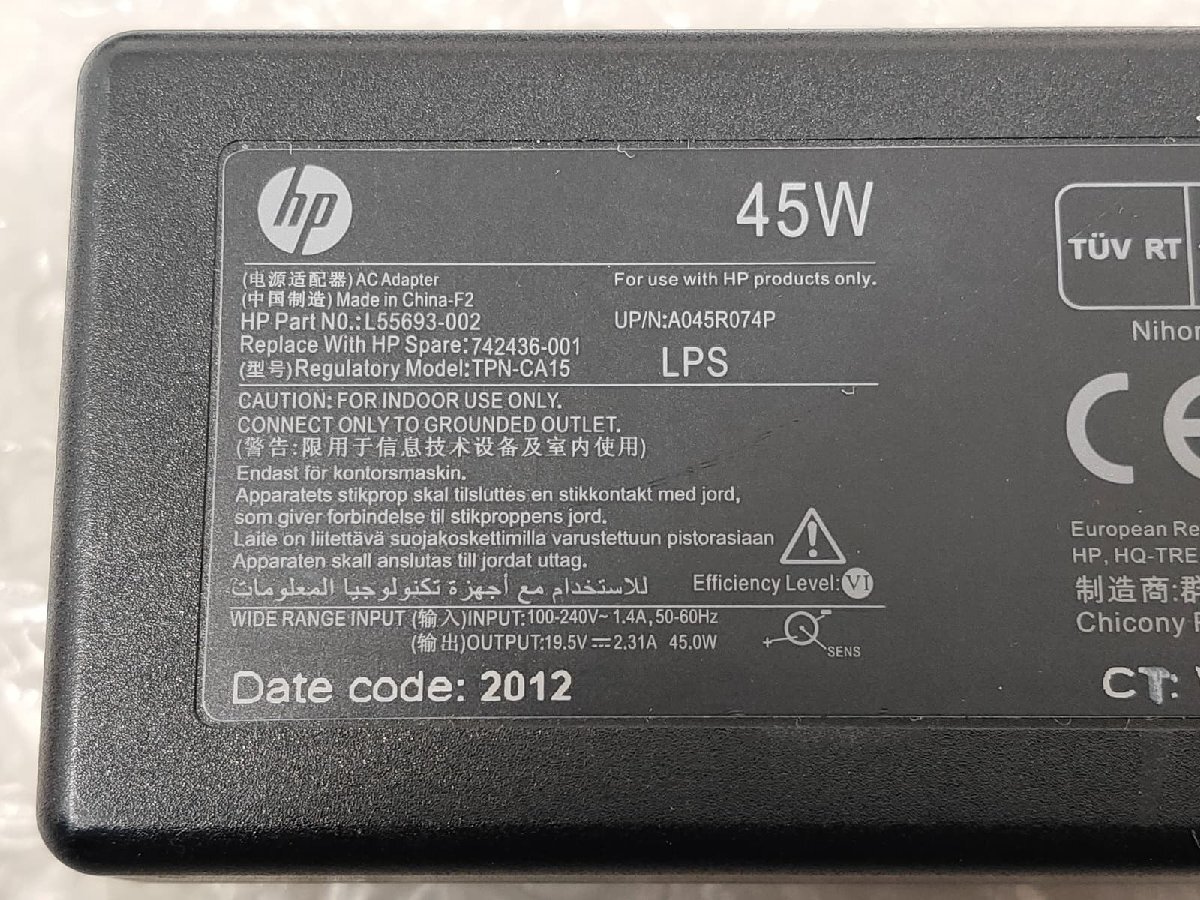 hp
45W
(电源适配器) AC Adapter
For use with HP products only.
(中国制造) Made in China-F2
HP Part N0.: L55693-002
UP/N:A045R074P
Replace With HP Spare: 742436-001
(型号)Regulatory Model:TPN-CA15
LPS
CAUTION: FOR INDOOR USE ONLY.
CONNECT ONLY TO GROUNDED OUTLET.
(警告:限用于信息技术设备及室内使用)
Endast för kontorsmaskin.
Apparatets stikprop skal tilsluttes en stikkontakt med jord,
som giver forbindelse til stikproppens jord.
Laite on liitettävä suojakoskettimilla varustettuun pistorasiaan
Apparaten skall anslutas till jordat uttag.
للاستخدام مع أجهزة تكنولوجيا المعلومات
Efficiency Level: VI
WIDE RANGE INPUT (输入)INPUT:100-240V~ 1.4A, 50-60Hz
(输出)OUTPUT:19.5V⎓2.31A 45.0W
+ - SENS
Date code: 2012
TÜV RT
CE
European Re
HP, HQ-TRE
制造商:群
Chicony
CT: